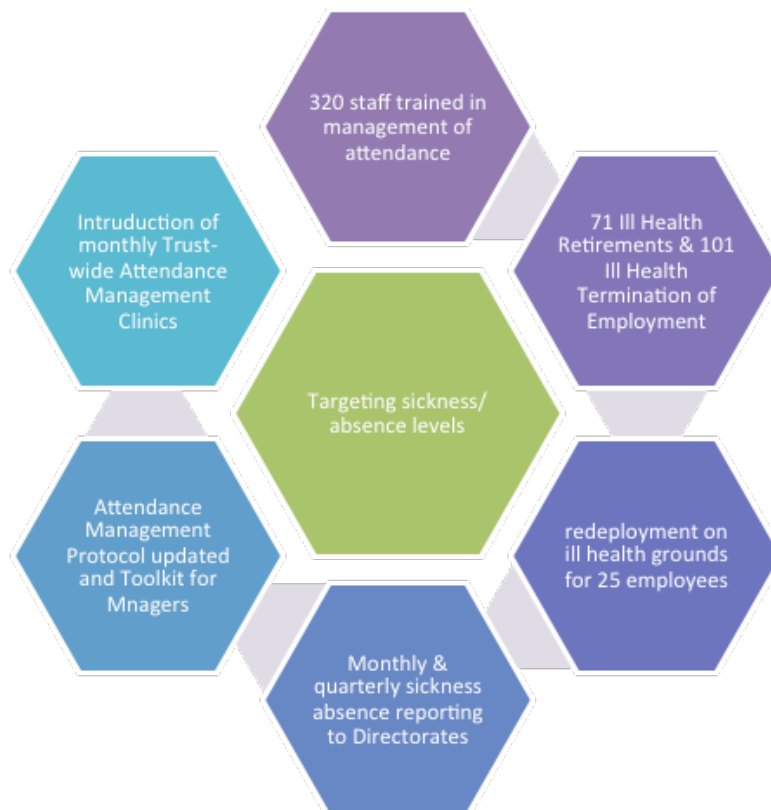 320 staff trained in
management of
attendance
71 Ill Health
Retirements & 101
Ill Health
Termination of
Employment
redeployment on
ill health grounds
for 25 employees
Monthly &
quarterly sickness
absence reporting
to Directorates
Attendance
Management
Protocol updated
and Toolkit for
Mnagers
Intruduction of
monthly Trust-
wide Attendance
Management
Clinics
Targeting sickness/
absence levels